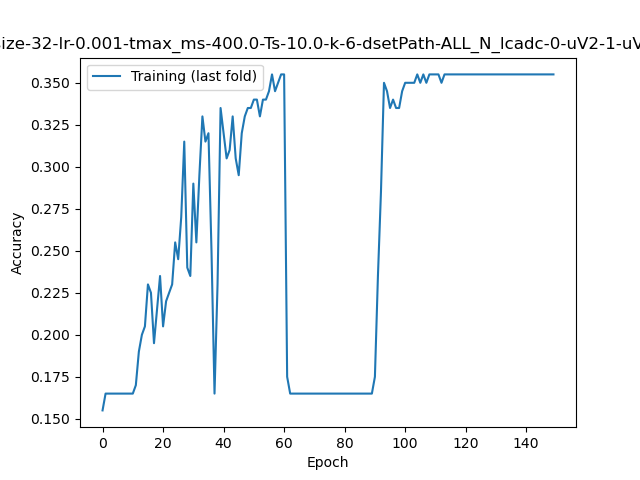 size-32-lr-0.001-tmax_ms-400.0-Ts-10.0-k-6-dsetPath-ALL_N_lcadc-0-uV2-1-uV
Training (last fold)
0.350
0.325
0.300
0.275
0.250
0.225
0.200
0.175
0.150
Accuracy
0 20 40 60 80 100 120 140
Epoch